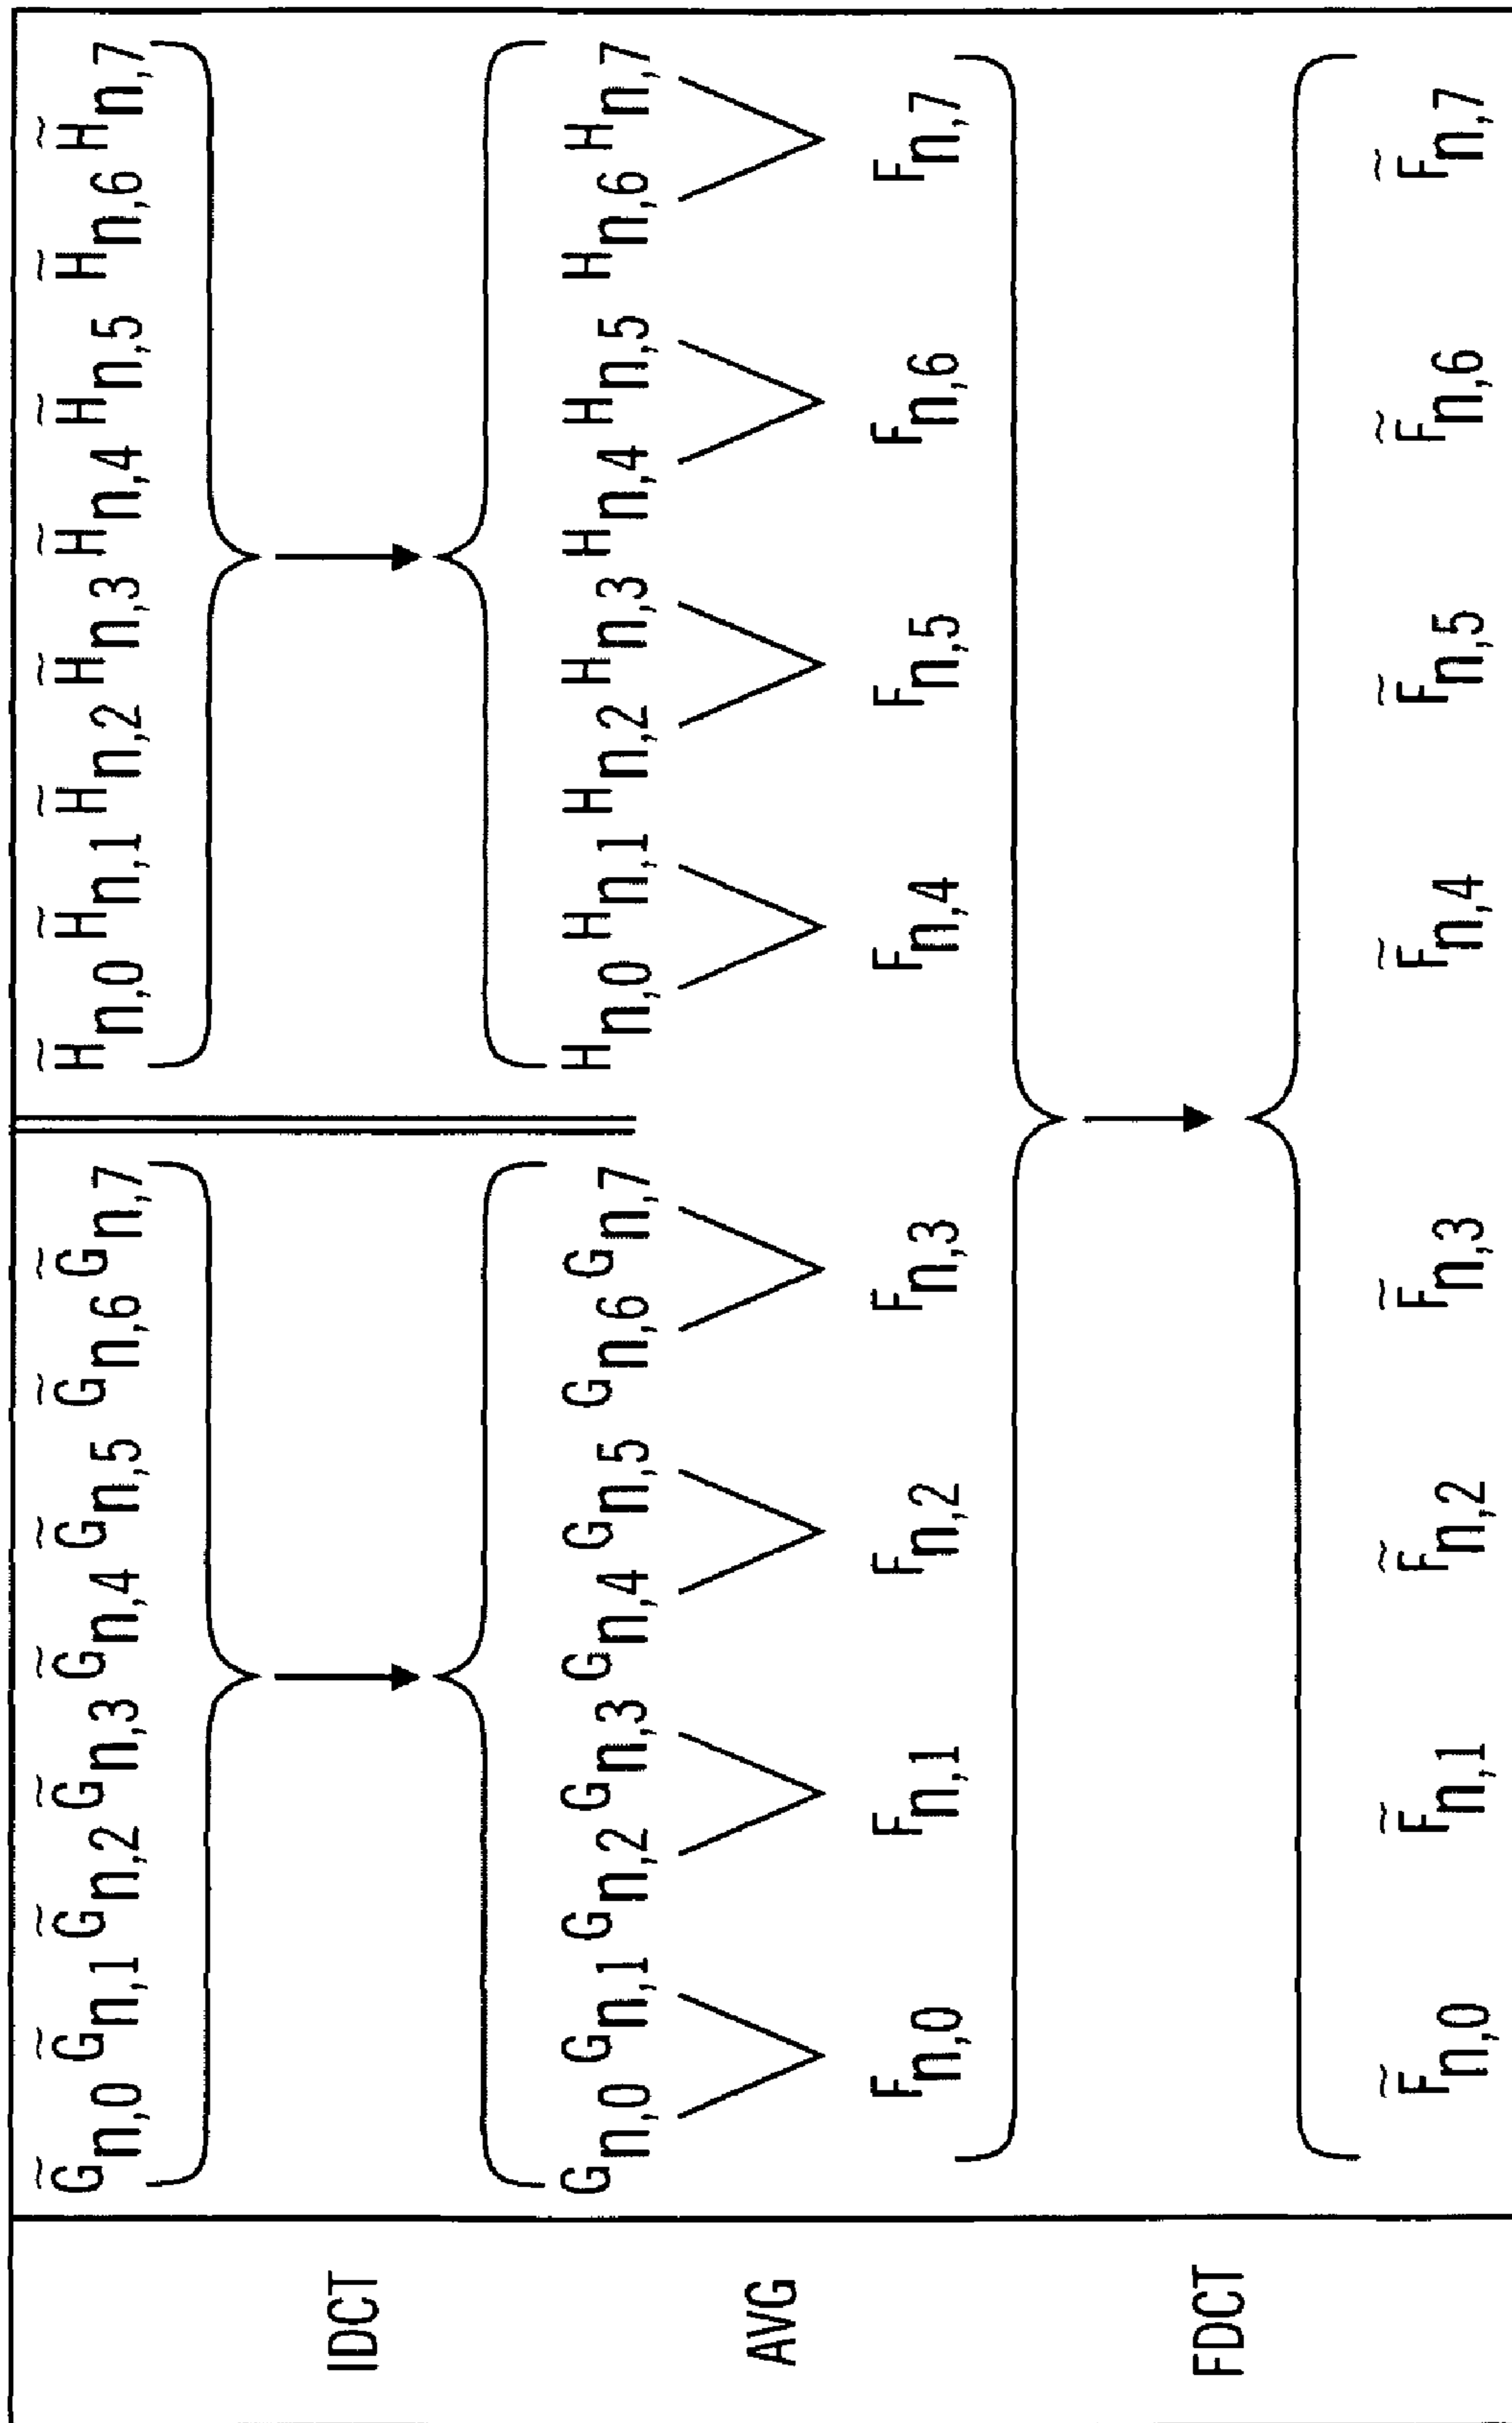 G̃n,0 G̃n,1 G̃n,2 G̃n,3 G̃n,4 G̃n,5 G̃n,6 G̃n,7 H̃n,0 H̃n,1 H̃n,2 H̃n,3 H̃n,4 H̃n,5 H̃n,6 H̃n,7
IDCT
Gn,0 Gn,1 Gn,2 Gn,3 Gn,4 Gn,5 Gn,6 Gn,7 Hn,0 Hn,1 Hn,2 Hn,3 Hn,4 Hn,5 Hn,6 Hn,7
AVG
Fn,0 Fn,1 Fn,2 Fn,3 Fn,4 Fn,5 Fn,6 Fn,7
FDCT
F̃n,0 F̃n,1 F̃n,2 F̃n,3 F̃n,4 F̃n,5 F̃n,6 F̃n,7